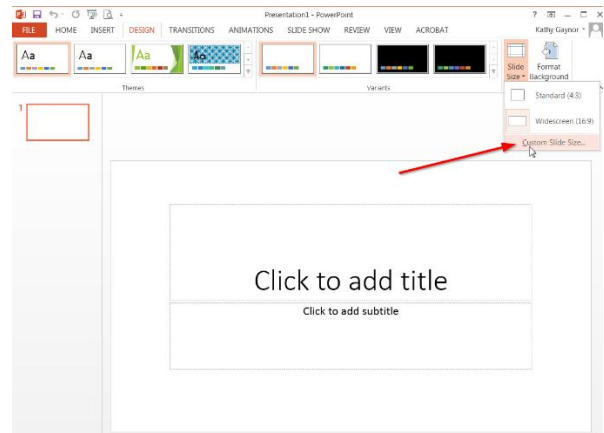 Presentation1 - PowerPoint
FILE HOME INSERT DESIGN TRANSITIONS ANIMATIONS SLIDE SHOW REVIEW VIEW ACROBAT Kathy Gaynor
Aa Aa Aa Aa
Slide Size
Format Background
Themes Variants
Standard (4:3)
Widescreen (16:9)
Custom Slide Size...
1
Click to add title
Click to add subtitle